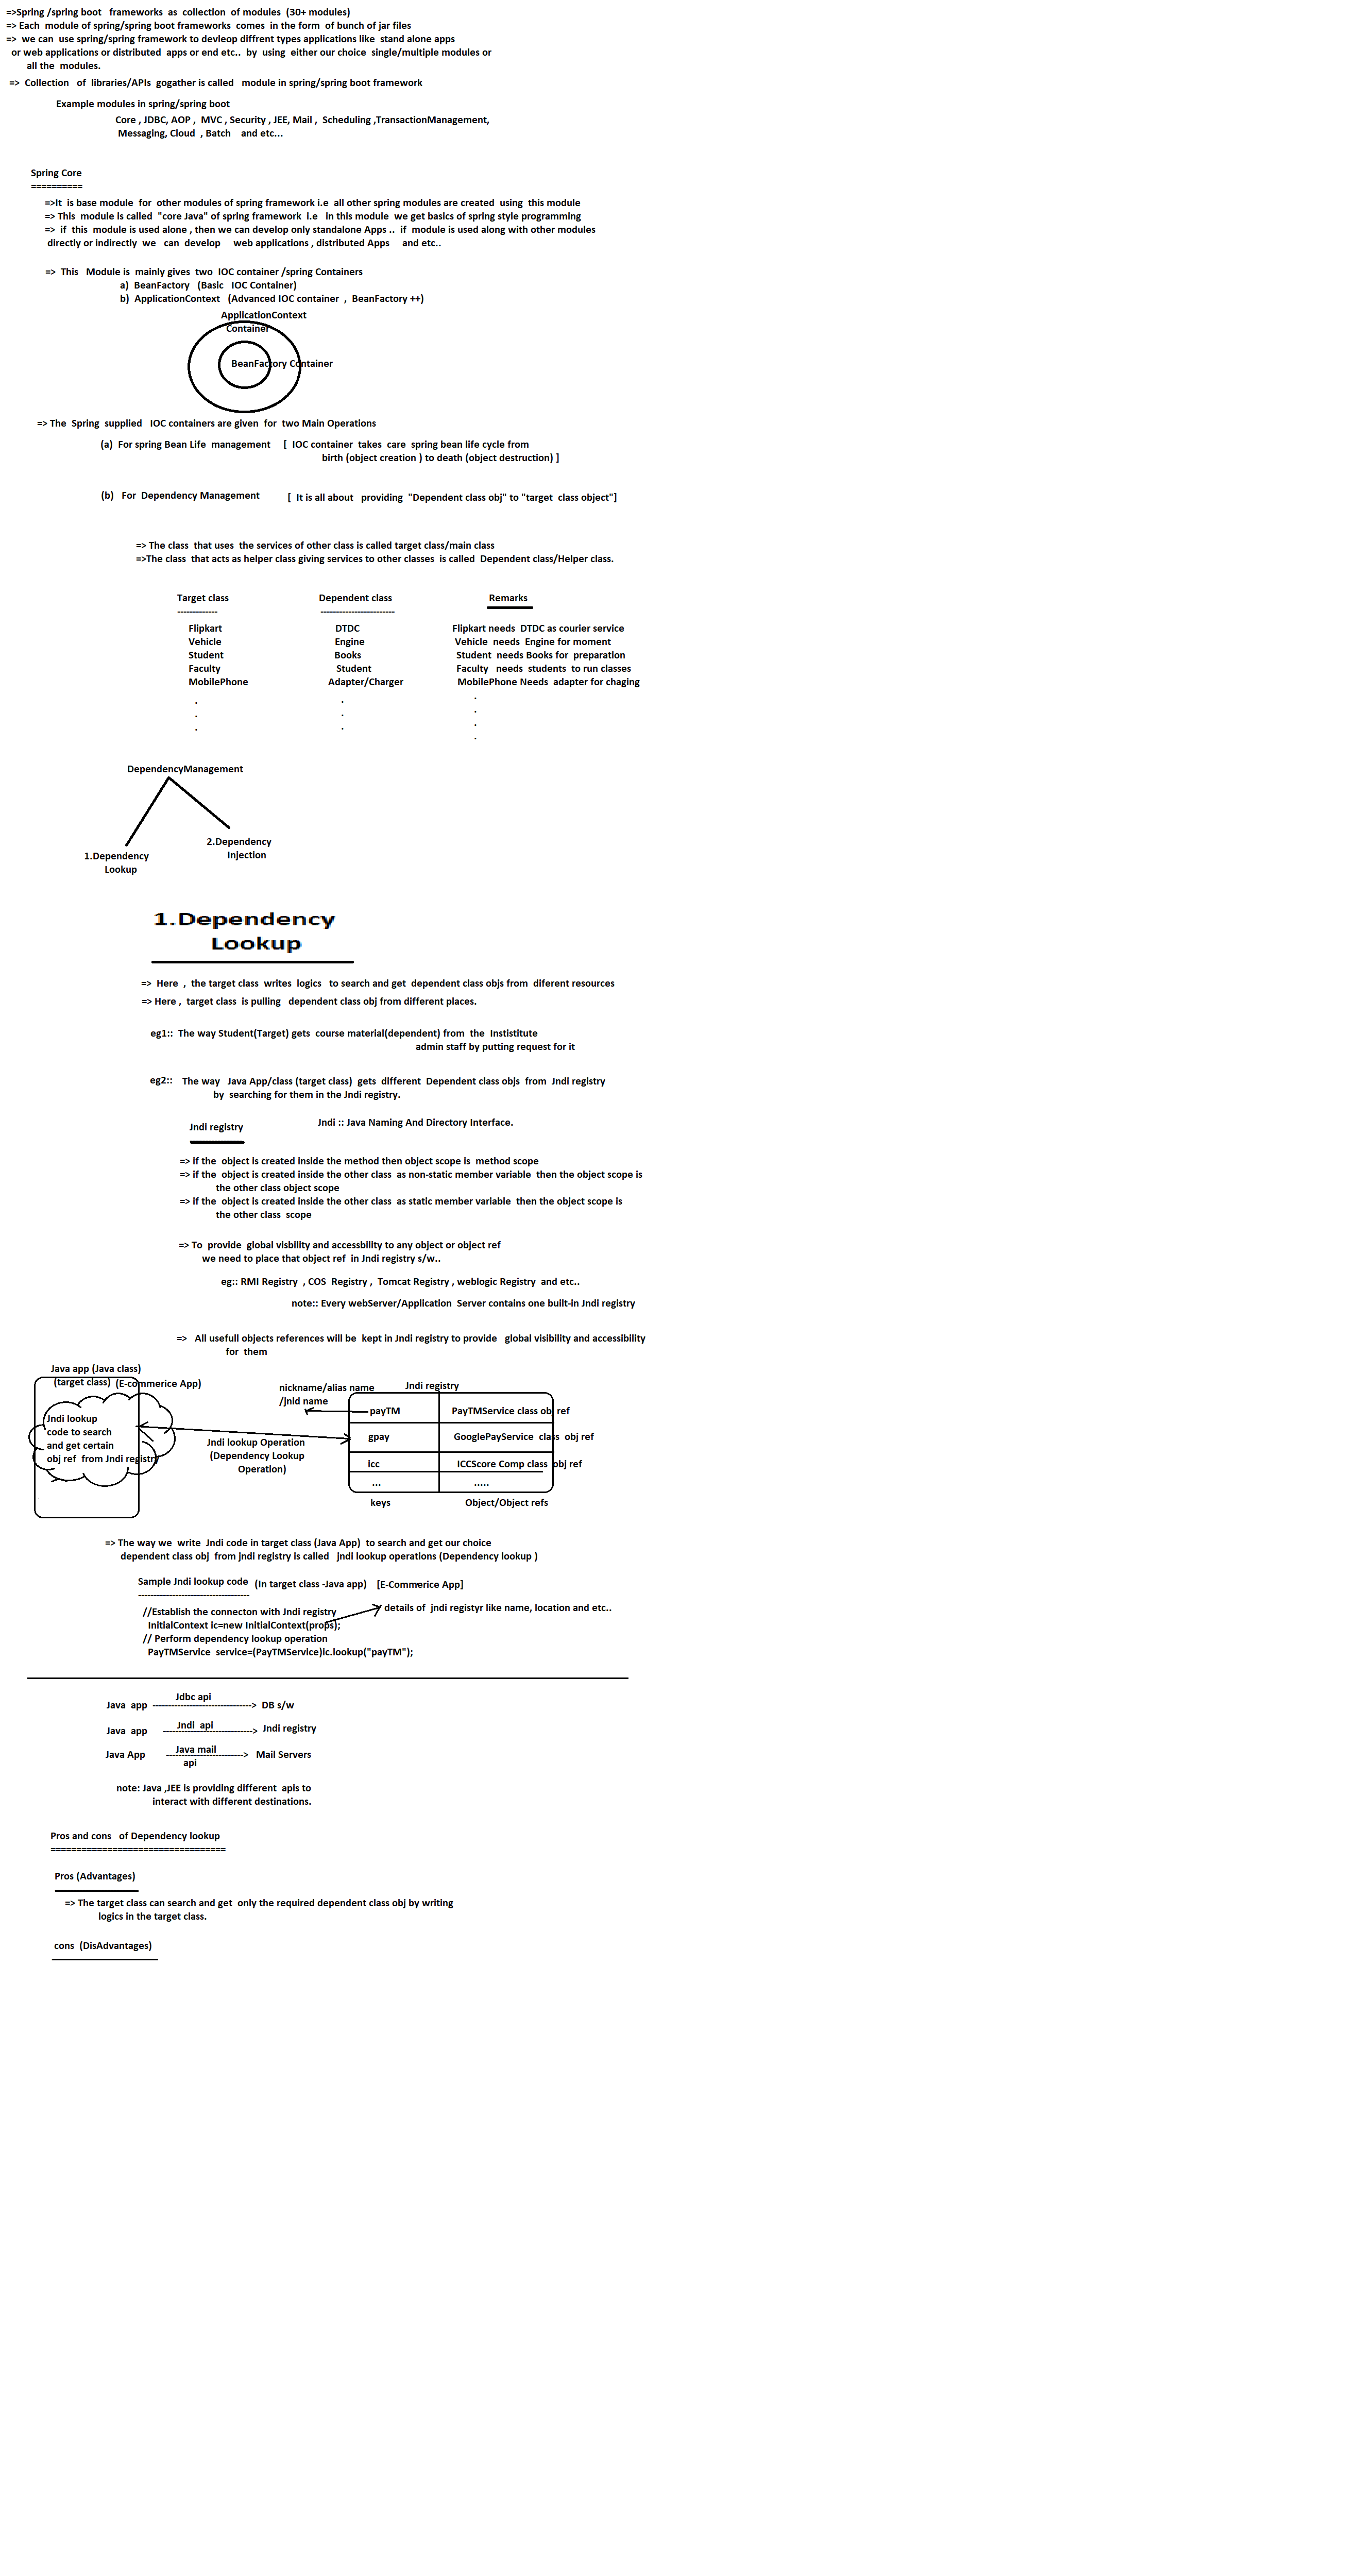 =>Spring /spring boot frameworks as collection of modules (30+ modules)
=> Each module of spring/spring boot frameworks comes in the form of bunch of jar files
=> we can use spring/spring framework to devleop diffrent types applications like stand alone apps
or web applications or distributed apps or end etc.. by using either our choice single/multiple modules or
all the modules.
=> Collection of libraries/APIs gogather is called module in spring/spring boot framework
Example modules in spring/spring boot
Core , JDBC, AOP , MVC , Security , JEE, Mail , Scheduling ,TransactionManagement,
Messaging, Cloud , Batch and etc...
Spring Core
==========
=>It is base module for other modules of spring framework i.e all other spring modules are created using this module
=> This module is called "core Java" of spring framework i.e in this module we get basics of spring style programming
=> if this module is used alone , then we can develop only standalone Apps .. if module is used along with other modules
directly or indirectly we can develop web applications , distributed Apps and etc..
=> This Module is mainly gives two IOC container /spring Containers
a) BeanFactory (Basic IOC Container)
b) ApplicationContext (Advanced IOC container , BeanFactory ++)
ApplicationContext
Container
BeanFactory Container
=> The Spring supplied IOC containers are given for two Main Operations
(a) For spring Bean Life management [ IOC container takes care spring bean life cycle from
birth (object creation ) to death (object destruction) ]
(b) For Dependency Management [ It is all about providing "Dependent class obj" to "target class object"]
=> The class that uses the services of other class is called target class/main class
=>The class that acts as helper class giving services to other classes is called Dependent class/Helper class.
Target class Dependent class Remarks
------------- ------------------------
Flipkart DTDC Flipkart needs DTDC as courier service
Vehicle Engine Vehicle needs Engine for moment
Student Books Student needs Books for preparation
Faculty Student Faculty needs students to run classes
MobilePhone Adapter/Charger MobilePhone Needs adapter for chaging
. . .
. . .
. . .
.
DependencyManagement
1.Dependency
Lookup
2.Dependency
Injection
1.Dependency
Lookup
=> Here , the target class writes logics to search and get dependent class objs from diferent resources
=> Here , target class is pulling dependent class obj from different places.
eg1:: The way Student(Target) gets course material(dependent) from the Instistitute
admin staff by putting request for it
eg2:: The way Java App/class (target class) gets different Dependent class objs from Jndi registry
by searching for them in the Jndi registry.
Jndi registry Jndi :: Java Naming And Directory Interface.
=> if the object is created inside the method then object scope is method scope
=> if the object is created inside the other class as non-static member variable then the object scope is
the other class object scope
=> if the object is created inside the other class as static member variable then the object scope is
the other class scope
=> To provide global visbility and accessbility to any object or object ref
we need to place that object ref in Jndi registry s/w..
eg:: RMI Registry , COS Registry , Tomcat Registry , weblogic Registry and etc..
note:: Every webServer/Application Server contains one built-in Jndi registry
=> All usefull objects references will be kept in Jndi registry to provide global visibility and accessibility
for them
Java app (Java class)
(target class) (E-commerice App)
Jndi lookup
code to search
and get certain
obj ref from Jndi registry
Jndi lookup Operation
(Dependency Lookup
Operation)
nickname/alias name
/jnid name
Jndi registry
payTM PayTMService class obj ref
gpay GooglePayService class obj ref
icc ICCScore Comp class obj ref
... .....
keys Object/Object refs
=> The way we write Jndi code in target class (Java App) to search and get our choice
dependent class obj from jndi registry is called jndi lookup operations (Dependency lookup )
Sample Jndi lookup code (In target class -Java app) [E-Commerice App]
------------------------------------
//Establish the connecton with Jndi registry
details of jndi registyr like name, location and etc..
InitialContext ic=new InitialContext(props);
// Perform dependency lookup operation
PayTMService service=(PayTMService)ic.lookup("payTM");
Jdbc api
Java app --------------------------------> DB s/w
Jndi api
Java app -----------------------------> Jndi registry
Java mail
Java App -------------------------> Mail Servers
api
note: Java ,JEE is providing different apis to
interact with different destinations.
Pros and cons of Dependency lookup
==================================
Pros (Advantages)
=> The target class can search and get only the required dependent class obj by writing
logics in the target class.
cons (DisAdvantages)